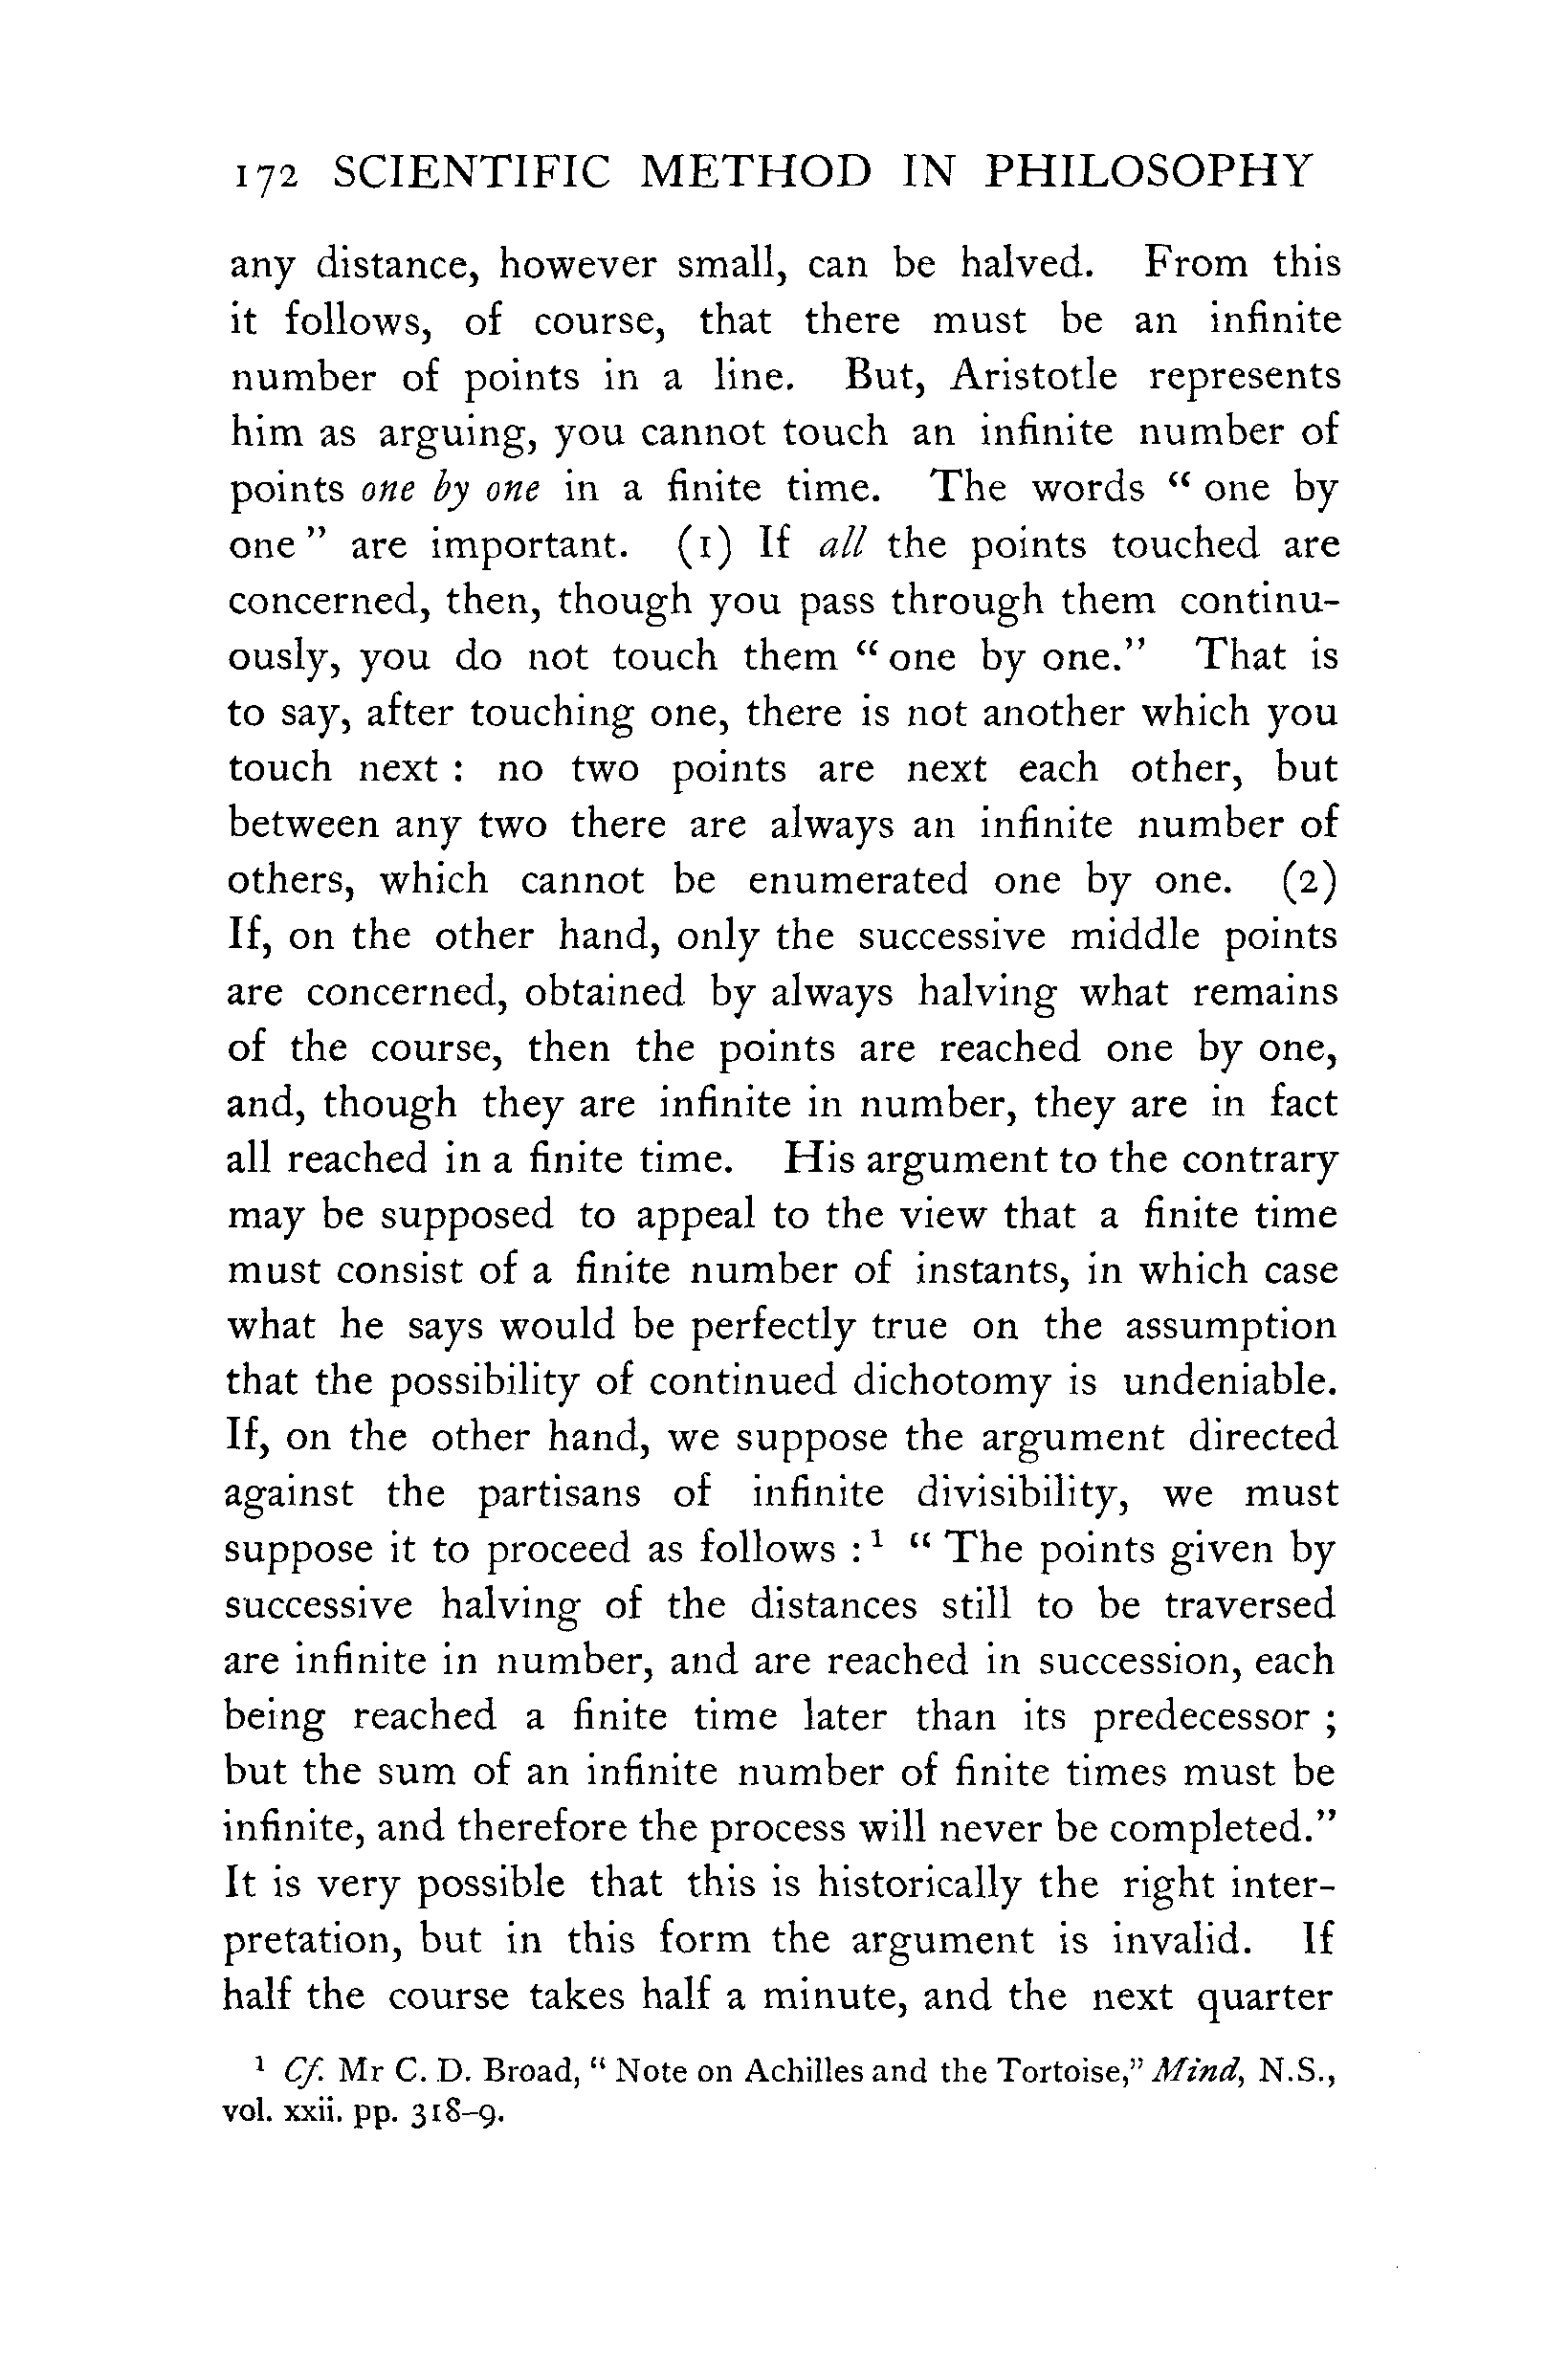 172 SCIENTIFIC METHOD IN PHILOSOPHY
any distance, however small, can be halved. From this
it follows, of course, that there must be an infinite
number of points in a line. But, Aristotle represents
him as arguing, you cannot touch an infinite number of
points one by one in a finite time. The words “ one by
one ” are important. (1) If all the points touched are
concerned, then, though you pass through them continu-
ously, you do not touch them “ one by one.” That is
to say, after touching one, there is not another which you
touch next : no two points are next each other, but
between any two there are always an infinite number of
others, which cannot be enumerated one by one. (2)
If, on the other hand, only the successive middle points
are concerned, obtained by always halving what remains
of the course, then the points are reached one by one,
and, though they are infinite in number, they are in fact
all reached in a finite time. His argument to the contrary
may be supposed to appeal to the view that a finite time
must consist of a finite number of instants, in which case
what he says would be perfectly true on the assumption
that the possibility of continued dichotomy is undeniable.
If, on the other hand, we suppose the argument directed
against the partisans of infinite divisibility, we must
suppose it to proceed as follows :¹ “ The points given by
successive halving of the distances still to be traversed
are infinite in number, and are reached in succession, each
being reached a finite time later than its predecessor ;
but the sum of an infinite number of finite times must be
infinite, and therefore the process will never be completed.”
It is very possible that this is historically the right inter-
pretation, but in this form the argument is invalid. If
half the course takes half a minute, and the next quarter
¹ Cf. Mr C. D. Broad, “ Note on Achilles and the Tortoise,” Mind, N.S.,
vol. xxii. pp. 318–9.